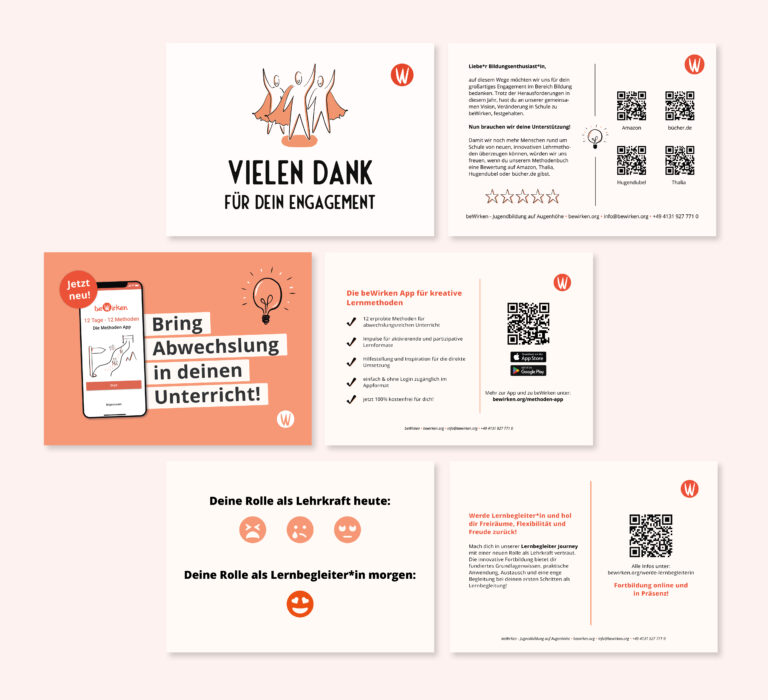 VIELEN DANK
FÜR DEIN ENGAGEMENT
W
Liebe*r Bildungsenthusiast*in,
auf diesem Wege möchten wir uns für dein
großartiges Engagement im Bereich Bildung
bedanken. Trotz der Herausforderungen in
diesem Jahr, hast du an unserer gemeinsa-
men Vision, Veränderung in Schule zu
beWirken, festgehalten.
Nun brauchen wir deine Unterstützung!
Damit wir noch mehr Menschen rund um
Schule von neuen, innovativen Lernmetho-
den überzeugen können, würden wir uns
freuen, wenn du unserem Methodenbuch
eine Bewertung auf Amazon, Thalia,
Hugendubel oder bücher.de gibst.
W
Amazon
bücher.de
Hugendubel
Thalia
beWirken - Jugendbildung auf Augenhöhe - bewirken.org - info@bewirken.org - +49 4131 927 771 0
Jetzt
neu!
beWirken
12 Tage - 12 Methoden
Die Methoden App
Start
Bring
Abwechslung
in deinen
Unterricht!
W
Die beWirken App für kreative
Lernmethoden
12 erprobte Methoden für
abwechslungsreichen Unterricht
Impulse für aktivierende und partizipative
Lernformate
Hilfestellung und Inspiration für die direkte
Umsetzung
einfach & ohne Login zugänglich im
Appformat
Jetzt 100% kostenfrei für dich!
W
App Store
Google Play
Mehr zur App und zu beWirken unter:
bewirken.org/methoden-app
beWirken - bewirken.org - info@bewirken.org - +49 4131 927 771 0
Deine Rolle als Lehrkraft heute:
Deine Rolle als Lernbegleiter*in morgen:
Werde Lernbegleiter*in und hol
dir Freiräume, Flexibilität und
Freude zurück!
Mach dich in unserer Lernbegleiter Journey
mit einer neuen Rolle als Lehrkraft vertraut.
Die innovative Fortbildung bietet dir
fundiertes Grundlagenwissen, praktische
Anwendung, Austausch und eine enge
Begleitung bei deinen ersten Schritten als
Lernbegleitung!
W
Alle Infos unter:
bewirken.org/werde-lernbegleiterin
Fortbildung online und
in Präsenz!
beWirken - Jugendbildung auf Augenhöhe - bewirken.org - info@bewirken.org - +49 4131 927 771 0